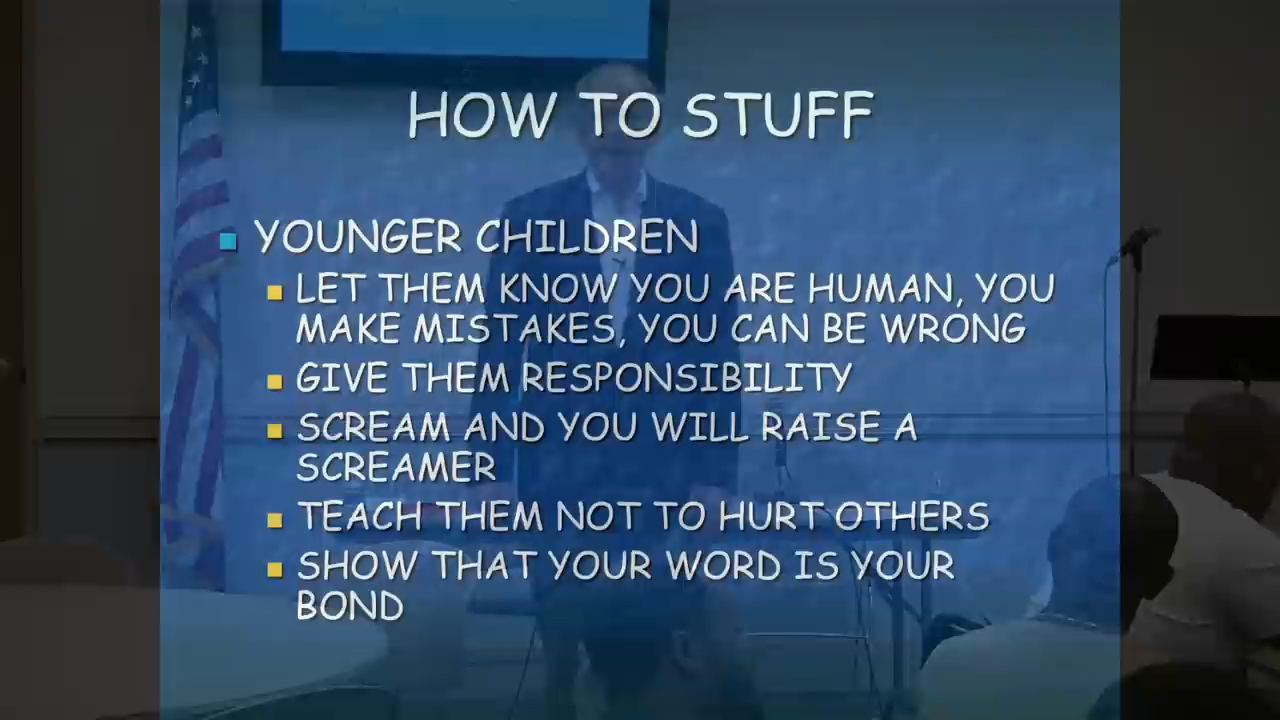 HOW TO STUFF
YOUNGER CHILDREN
LET THEM KNOW YOU ARE HUMAN, YOU
MAKE MISTAKES, YOU CAN BE WRONG
GIVE THEM RESPONSIBILITY
SCREAM AND YOU WILL RAISE A
SCREAMER
TEACH THEM NOT TO HURT OTHERS
SHOW THAT YOUR WORD IS YOUR
BOND